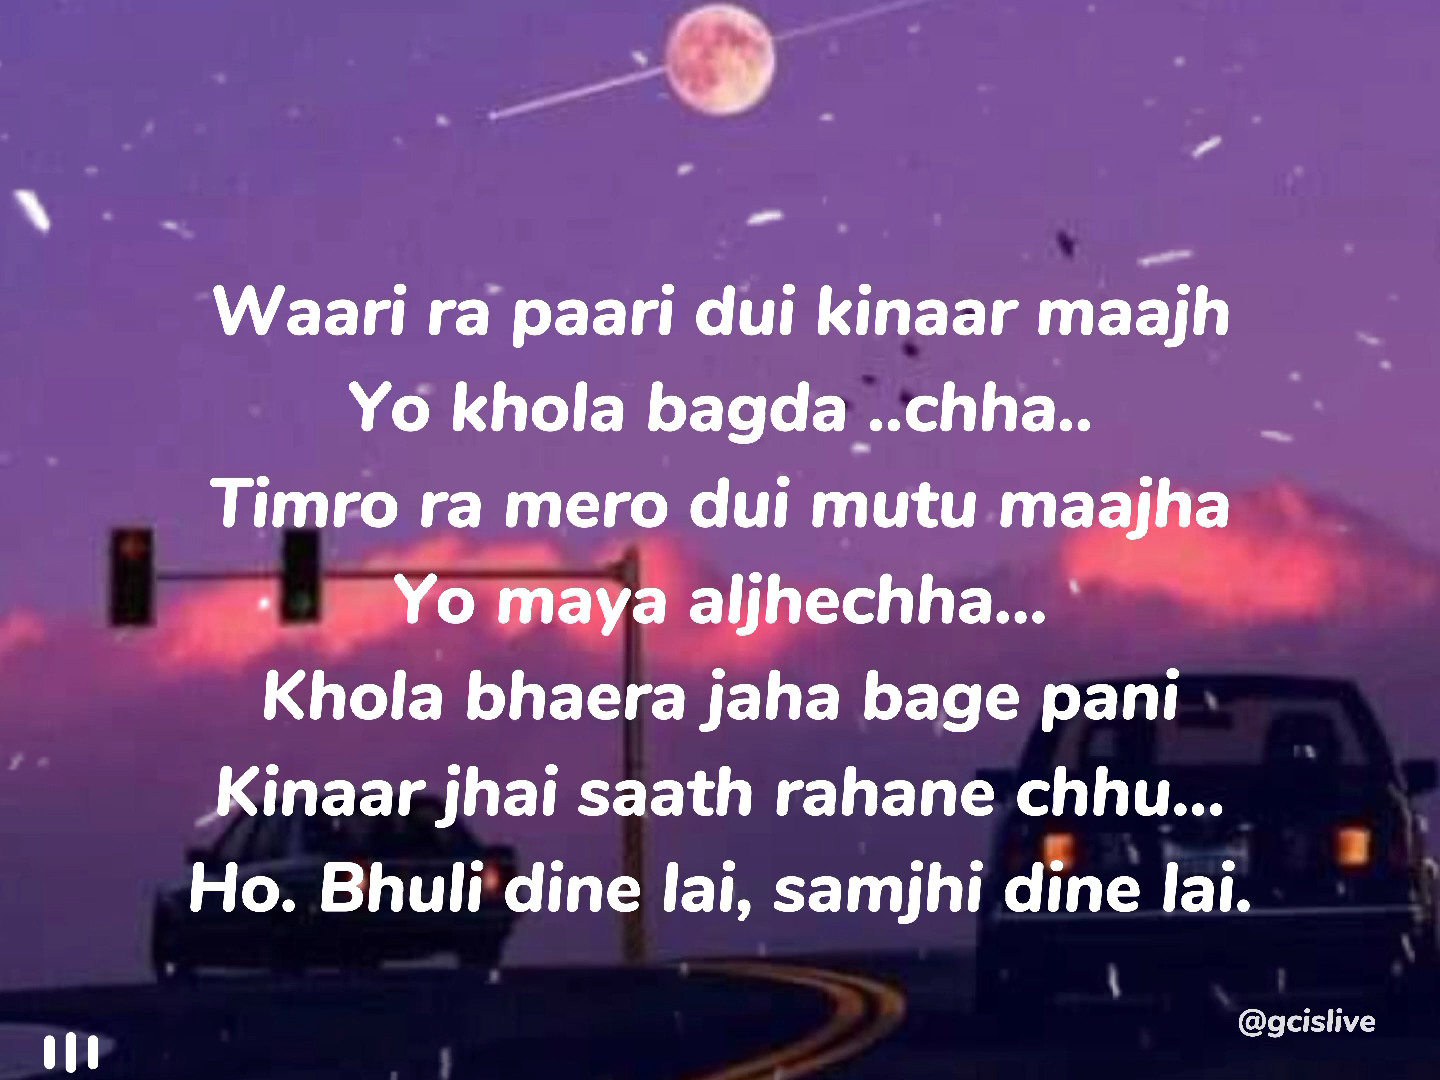 Waari ra paari dui kinaar maajh
Yo khola bagda ..chha..
Timro ra mero dui mutu maajha
Yo maya aljhechha...
Khola bhaera jaha bage pani
Kinaar jhai saath rahane chhu...
Ho. Bhuli dine lai, samjhi dine lai.
@gcislive